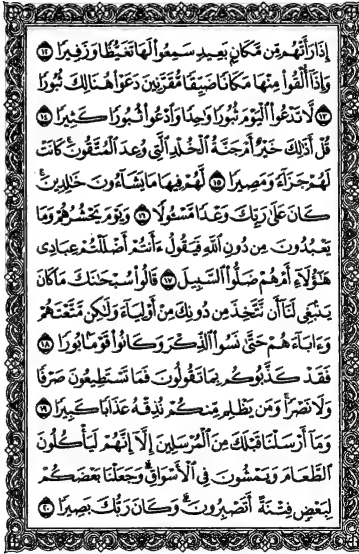 إِذَا رَأَتْهُم مِّن مَّكَانٍ بَعِيدٍ سَمِعُوا۟ لَهَا تَغَيُّظًا وَزَفِيرًا ۝١٢
وَإِذَآ أُلْقُوا۟ مِنْهَا مَكَانًا ضَيِّقًا مُّقَرَّنِينَ دَعَوْا۟ هُنَالِكَ ثُبُورًا
۝١٣ لَّا تَدْعُوا۟ ٱلْيَوْمَ ثُبُورًا وَٰحِدًا وَٱدْعُوا۟ ثُبُورًا كَثِيرًا ۝١٤
قُلْ أَذَٰلِكَ خَيْرٌ أَمْ جَنَّةُ ٱلْخُلْدِ ٱلَّتِى وُعِدَ ٱلْمُتَّقُونَ ۚ كَانَتْ
لَهُمْ جَزَآءً وَمَصِيرًا ۝١٥ لَّهُمْ فِيهَا مَا يَشَآءُونَ خَٰلِدِينَ ۚ
كَانَ عَلَىٰ رَبِّكَ وَعْدًا مَّسْـُٔولًا ۝١٦ وَيَوْمَ يَحْشُرُهُمْ وَمَا
يَعْبُدُونَ مِن دُونِ ٱللَّهِ فَيَقُولُ ءَأَنتُمْ أَضْلَلْتُمْ عِبَادِى
هَٰٓؤُلَآءِ أَمْ هُمْ ضَلُّوا۟ ٱلسَّبِيلَ ۝١٧ قَالُوا۟ سُبْحَٰنَكَ مَا كَانَ
يَنۢبَغِى لَنَآ أَن نَّتَّخِذَ مِن دُونِكَ مِنْ أَوْلِيَآءَ وَلَٰكِن مَّتَّعْتَهُمْ
وَءَابَآءَهُمْ حَتَّىٰ نَسُوا۟ ٱلذِّكْرَ وَكَانُوا۟ قَوْمًۢا بُورًا ۝١٨
فَقَدْ كَذَّبُوكُم بِمَا تَقُولُونَ فَمَا تَسْتَطِيعُونَ صَرْفًا
وَلَا نَصْرًا ۚ وَمَن يَظْلِم مِّنكُمْ نُذِقْهُ عَذَابًا كَبِيرًا ۝١٩
وَمَآ أَرْسَلْنَا قَبْلَكَ مِنَ ٱلْمُرْسَلِينَ إِلَّآ إِنَّهُمْ لَيَأْكُلُونَ
ٱلطَّعَامَ وَيَمْشُونَ فِى ٱلْأَسْوَاقِ ۗ وَجَعَلْنَا بَعْضَكُمْ
لِبَعْضٍ فِتْنَةً أَتَصْبِرُونَ ۗ وَكَانَ رَبُّكَ بَصِيرًا ۝٢٠